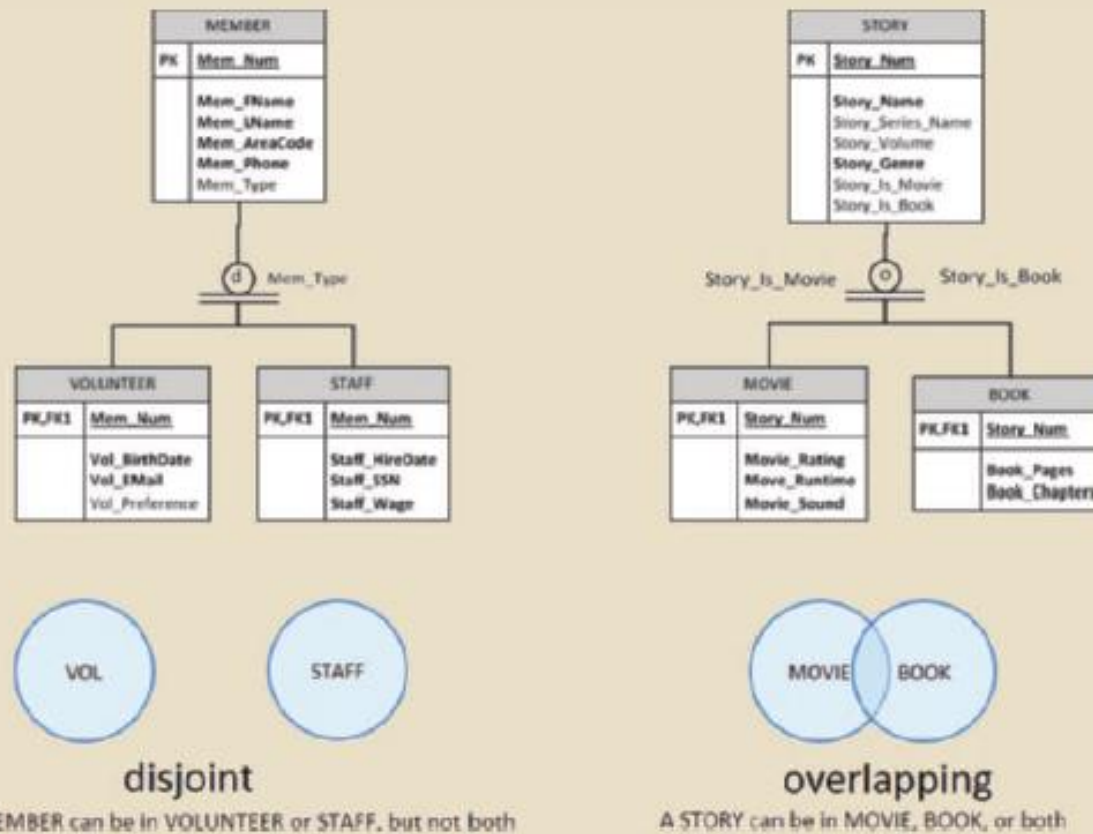 MEMBER
PK Mem_Num
Mem_FName
Mem_LName
Mem_AreaCode
Mem_Phone
Mem_Type
d Mem_Type
VOLUNTEER
PK,FK1 Mem_Num
Vol_BirthDate
Vol_EMail
Vol_Preference
STAFF
PK,FK1 Mem_Num
Staff_HireDate
Staff_SSN
Staff_Wage
VOL
STAFF
disjoint
EMBER can be in VOLUNTEER or STAFF, but not both
STORY
PK Story_Num
Story_Name
Story_Series_Name
Story_Volume
Story_Genre
Story_Is_Movie
Story_Is_Book
Story_Is_Movie o Story_Is_Book
MOVIE
PK,FK1 Story_Num
Movie_Rating
Move_Runtime
Movie_Sound
BOOK
PK,FK1 Story_Num
Book_Pages
Book_Chapters
MOVIE
BOOK
overlapping
A STORY can be in MOVIE, BOOK, or both